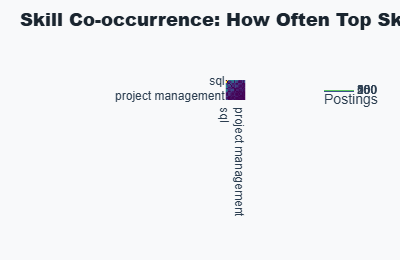 Skill Co-occurrence: How Often Top Sk
sql
project management
Postings
sql
project management